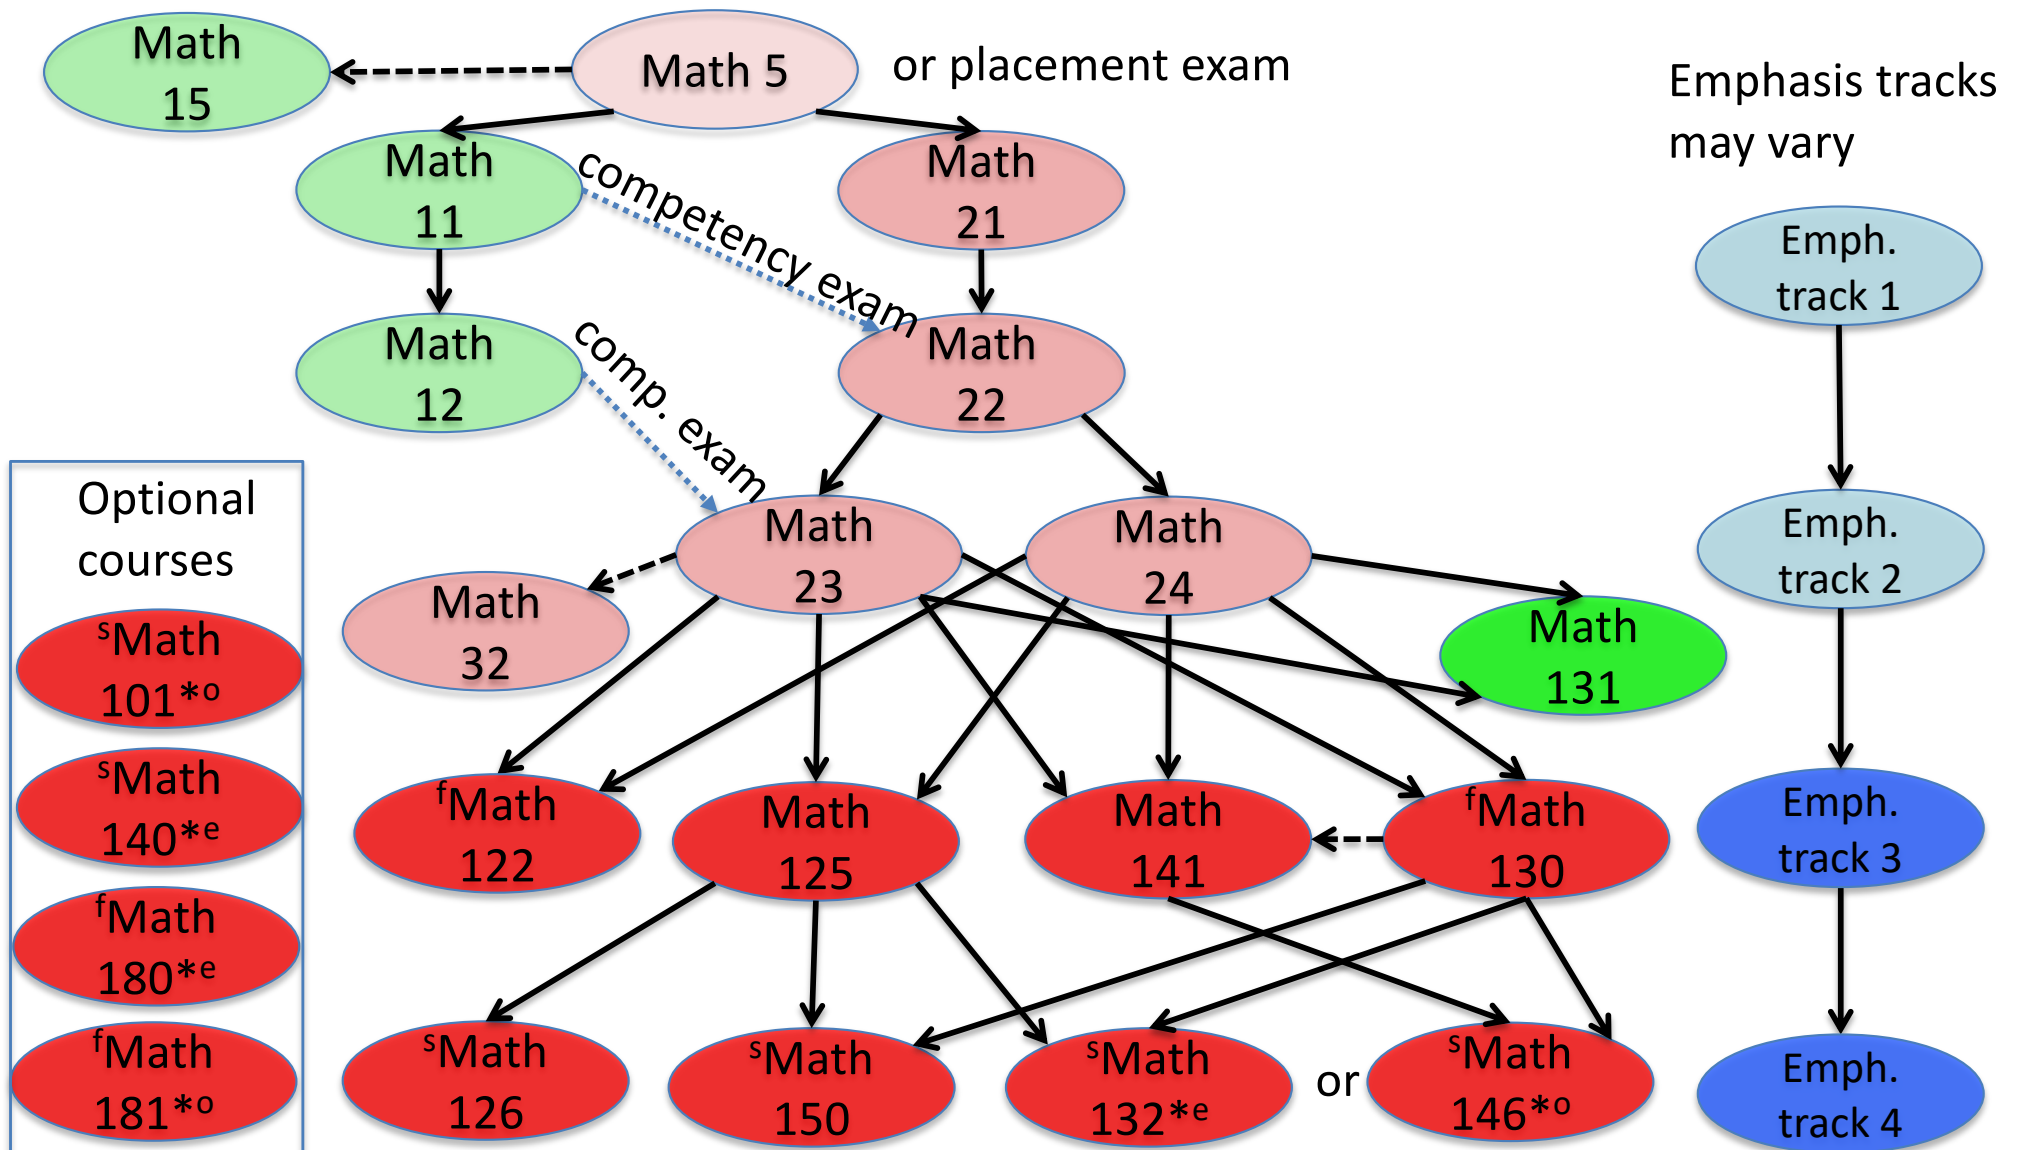 Math
15
Math 5
or placement exam
Emphasis tracks
may vary
Math
11
competency exam
Math
21
Emph.
track 1
Math
12
comp. exam
Math
22
Optional
courses
Math
23
Math
24
Emph.
track 2
Math
32
Math
131
ˢMath
101*ᵒ
ˢMath
140*ᵉ
ᶠMath
180*ᵉ
ᶠMath
181*ᵒ
ᶠMath
122
Math
125
Math
141
ᶠMath
130
Emph.
track 3
ˢMath
126
ˢMath
150
ˢMath
132*ᵉ
or
ˢMath
146*ᵒ
Emph.
track 4